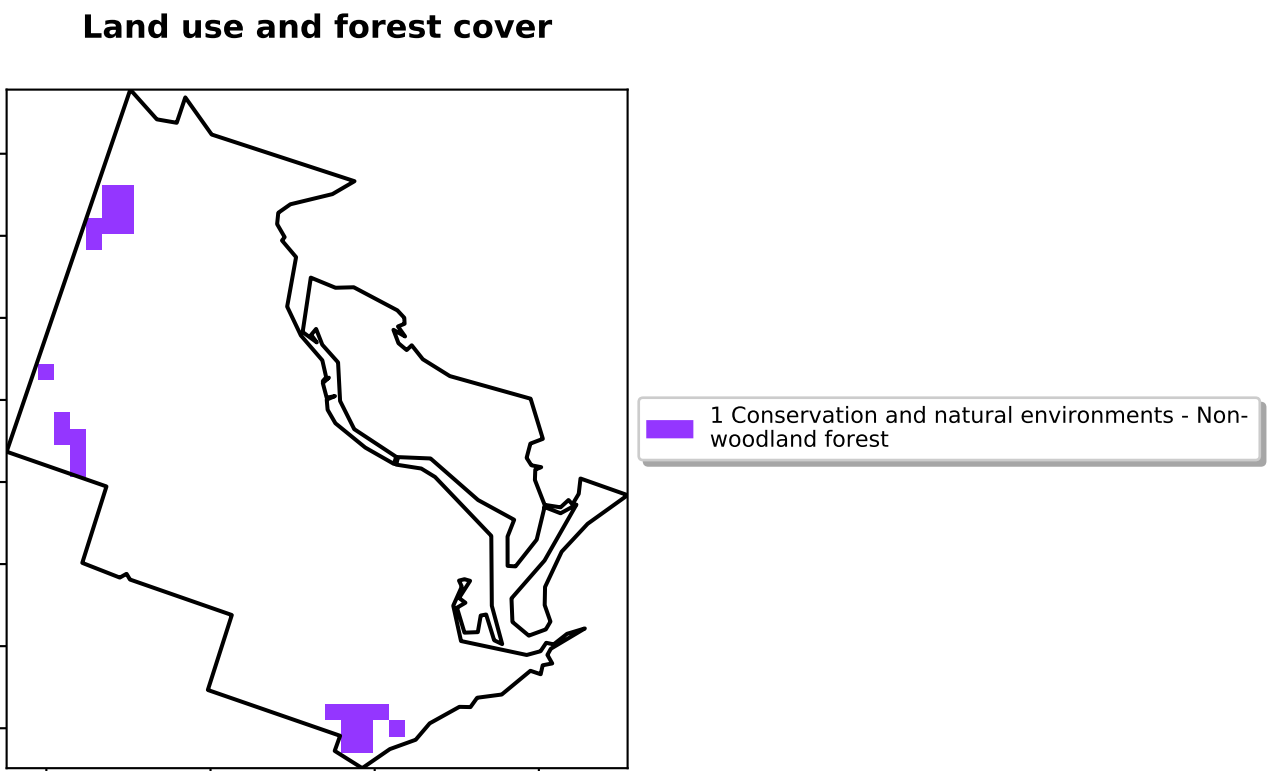 Land use and forest cover
1 Conservation and natural environments - Non-
woodland forest